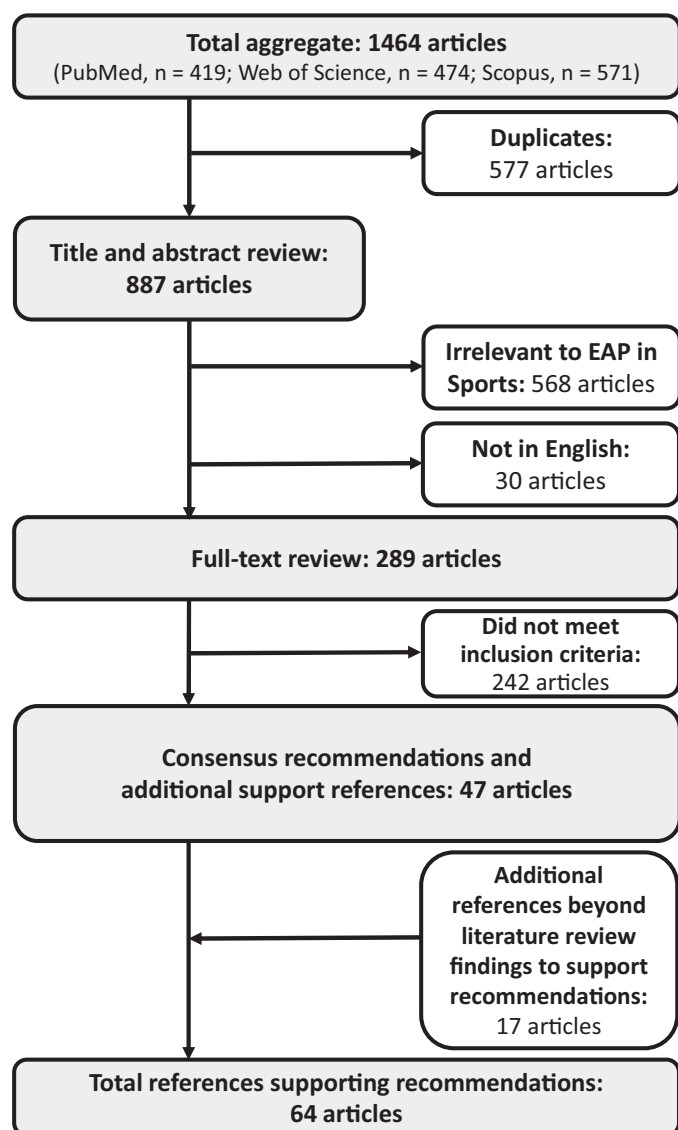 Total aggregate: 1464 articles
(PubMed, n = 419; Web of Science, n = 474; Scopus, n = 571)
Duplicates:
577 articles
Title and abstract review:
887 articles
Irrelevant to EAP in
Sports: 568 articles
Not in English:
30 articles
Full-text review: 289 articles
Did not meet
inclusion criteria:
242 articles
Consensus recommendations and
additional support references: 47 articles
Additional
references beyond
literature review
findings to support
recommendations:
17 articles
Total references supporting recommendations:
64 articles